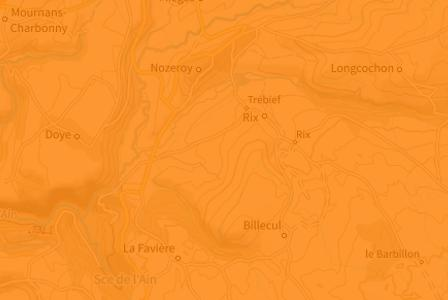 Mournans-
Charbonny
Nozeroy
Longcochon
Trébief
Rix
Rix
Doye
Billecul
La Favière
le Barbillon
Sce de l'Ain